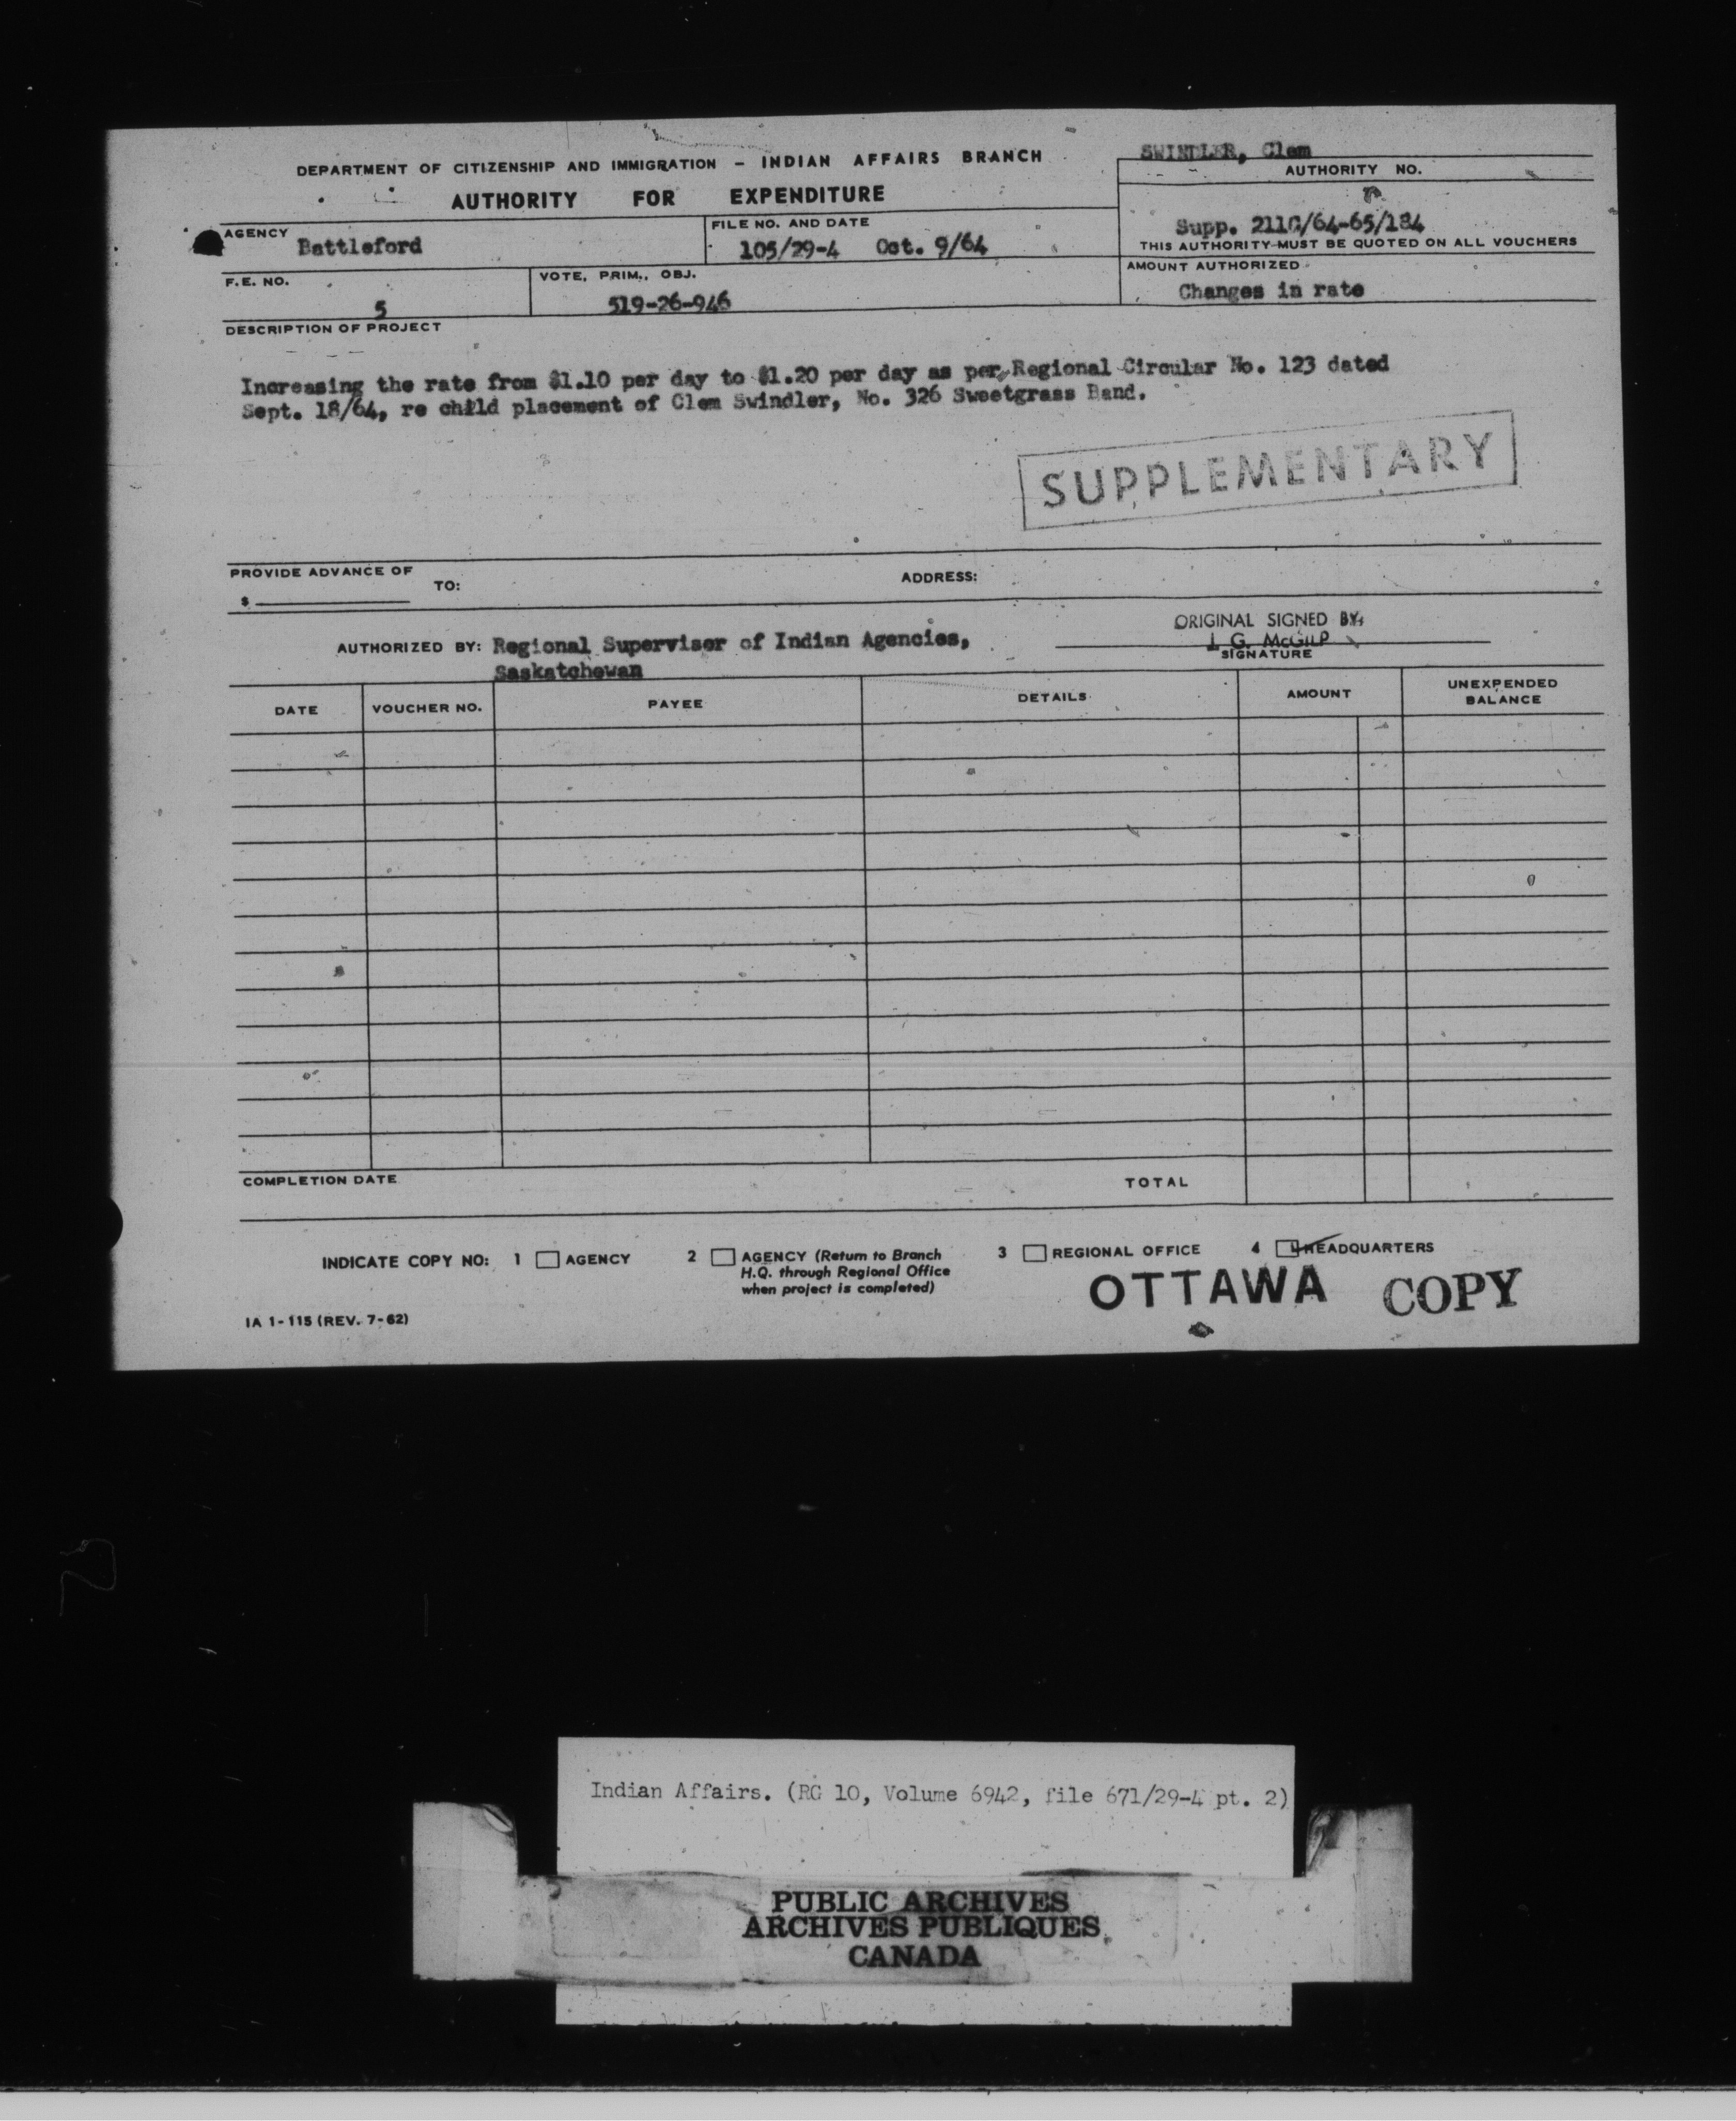 SWINDLER, Clem
DEPARTMENT OF CITIZENSHIP AND IMMIGRATION – INDIAN AFFAIRS BRANCH
AUTHORITY FOR EXPENDITURE
AUTHORITY NO.
Supp. 211C/64-65/184
THIS AUTHORITY MUST BE QUOTED ON ALL VOUCHERS
AGENCY Battleford
FILE NO. AND DATE
105/29-4 Oct. 9/64
F.E. NO.
5
VOTE, PRIM., OBJ.
519-26-946
AMOUNT AUTHORIZED
Changes in rate
DESCRIPTION OF PROJECT
Increasing the rate from $1.10 per day to $1.20 per day as per Regional Circular No. 123 dated
Sept. 18/64, re child placement of Clem Swindler, No. 326 Sweetgrass Band.
SUPPLEMENTARY
PROVIDE ADVANCE OF
$
TO:
ADDRESS:
AUTHORIZED BY: Regional Supervisor of Indian Agencies,
Saskatchewan
ORIGINAL SIGNED BY:
J. G. McGILP
SIGNATURE
DATE VOUCHER NO. PAYEE DETAILS AMOUNT UNEXPENDED
BALANCE
COMPLETION DATE TOTAL
INDICATE COPY NO: 1 AGENCY 2 AGENCY (Return to Branch
H.Q. through Regional Office
when project is completed)
3 REGIONAL OFFICE 4 HEADQUARTERS
OTTAWA COPY
IA 1-115 (REV. 7-62)
Indian Affairs. (RG 10, Volume 6942, file 671/29-4 pt. 2)
PUBLIC ARCHIVES
ARCHIVES PUBLIQUES
CANADA